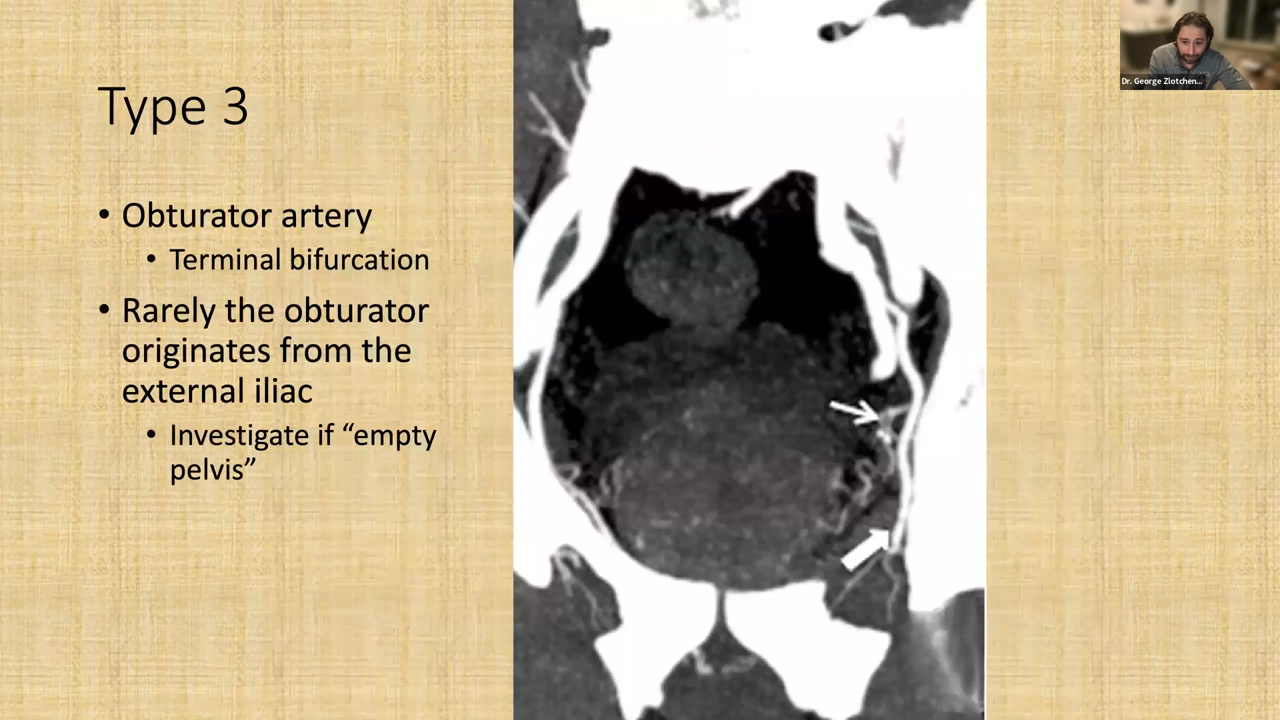 Type 3
• Obturator artery
• Terminal bifurcation
• Rarely the obturator
originates from the
external iliac
• Investigate if “empty
pelvis”
Dr. George Zlotchen...